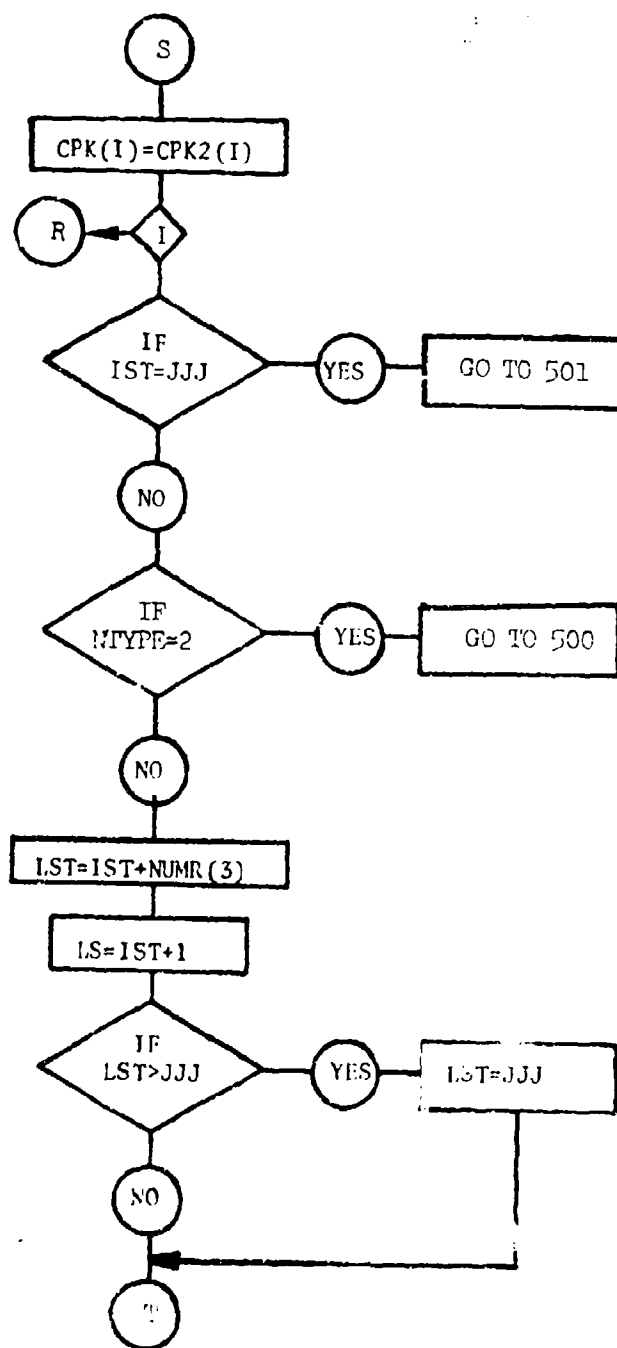 S
CPK(I)=CPK2(I)
R
I
IF
IST=JJJ
YES
GO TO 501
NO
IF
NTYPE=2
YES
GO TO 500
NO
LST=IST+NUMR(3)
LS=IST+1
IF
LST>JJJ
YES
LST=JJJ
NO
T